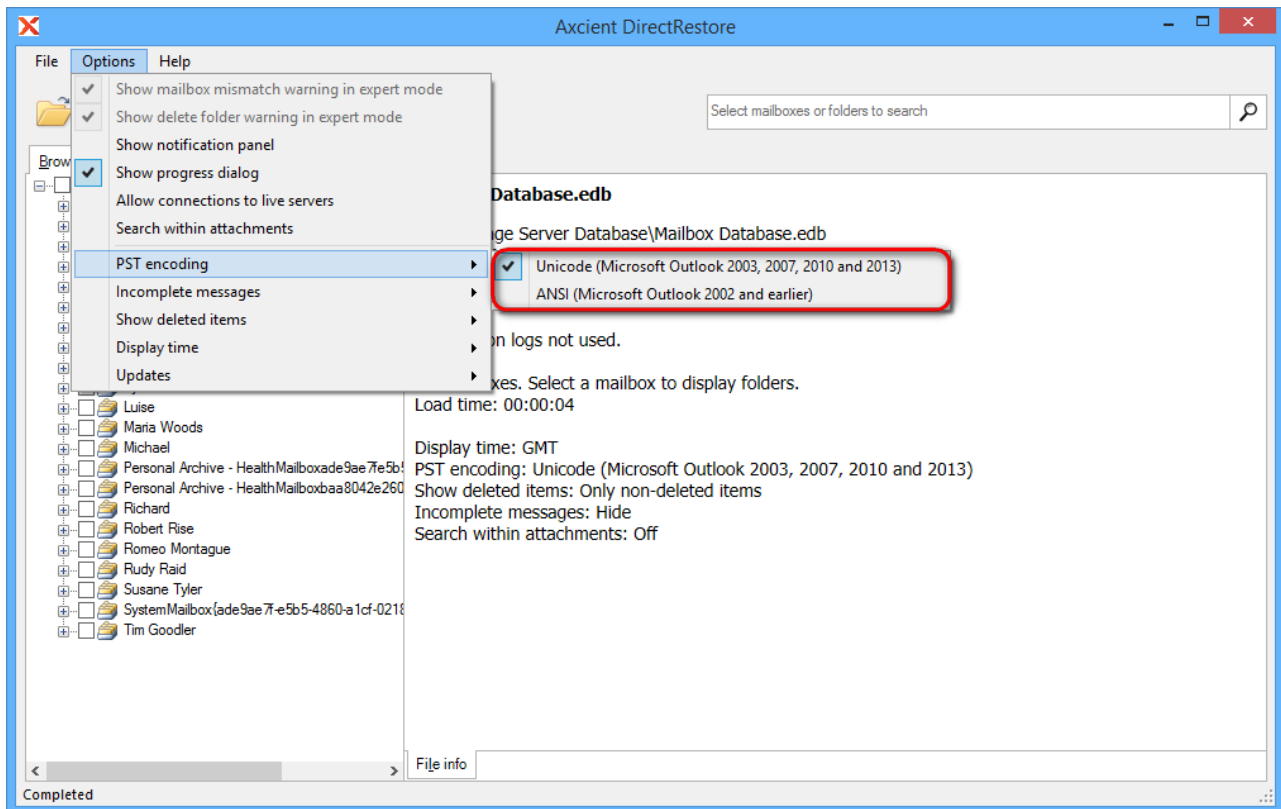 Axcient DirectRestore
File Options Help
Show mailbox mismatch warning in expert mode
Show delete folder warning in expert mode
Show notification panel
Show progress dialog
Allow connections to live servers
Search within attachments
PST encoding
Incomplete messages
Show deleted items
Display time
Updates
Unicode (Microsoft Outlook 2003, 2007, 2010 and 2013)
ANSI (Microsoft Outlook 2002 and earlier)
Select mailboxes or folders to search
Brow
Luise
Maria Woods
Michael
Personal Archive - HealthMailboxade9ae7fe5b5
Personal Archive - HealthMailboxbaa8042e260
Richard
Robert Rise
Romeo Montague
Rudy Raid
Susane Tyler
SystemMailbox{ade9ae7f-e5b5-4860-a1cf-0218
Tim Goodler
Database.edb
ge Server Database\Mailbox Database.edb
on logs not used.
xes. Select a mailbox to display folders.
Load time: 00:00:04
Display time: GMT
PST encoding: Unicode (Microsoft Outlook 2003, 2007, 2010 and 2013)
Show deleted items: Only non-deleted items
Incomplete messages: Hide
Search within attachments: Off
File info
Completed